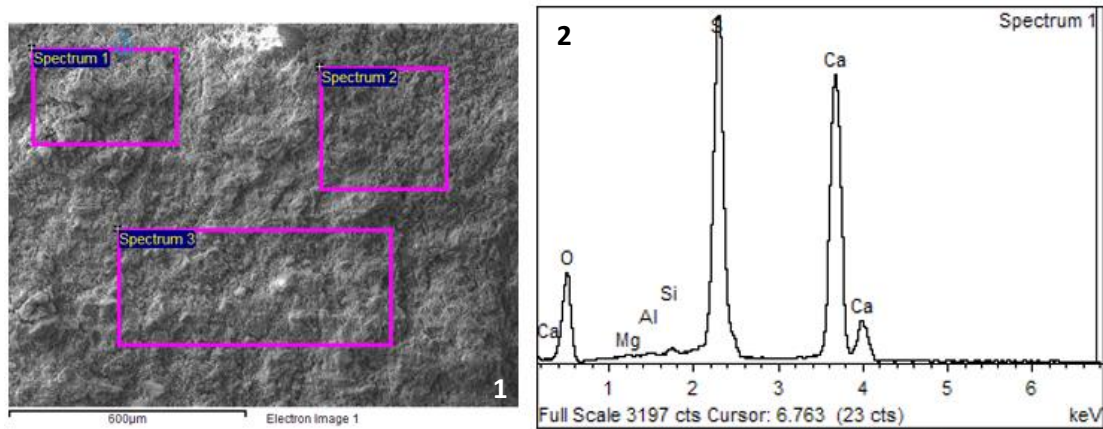 Spectrum 1
Spectrum 2
Spectrum 3
1
600µm
Electron Image 1
2
Spectrum 1
S
Ca
O
Si
Al
Ca
Mg
Ca
1 2 3 4 5 6
Full Scale 3197 cts Cursor: 6.763 (23 cts)
keV